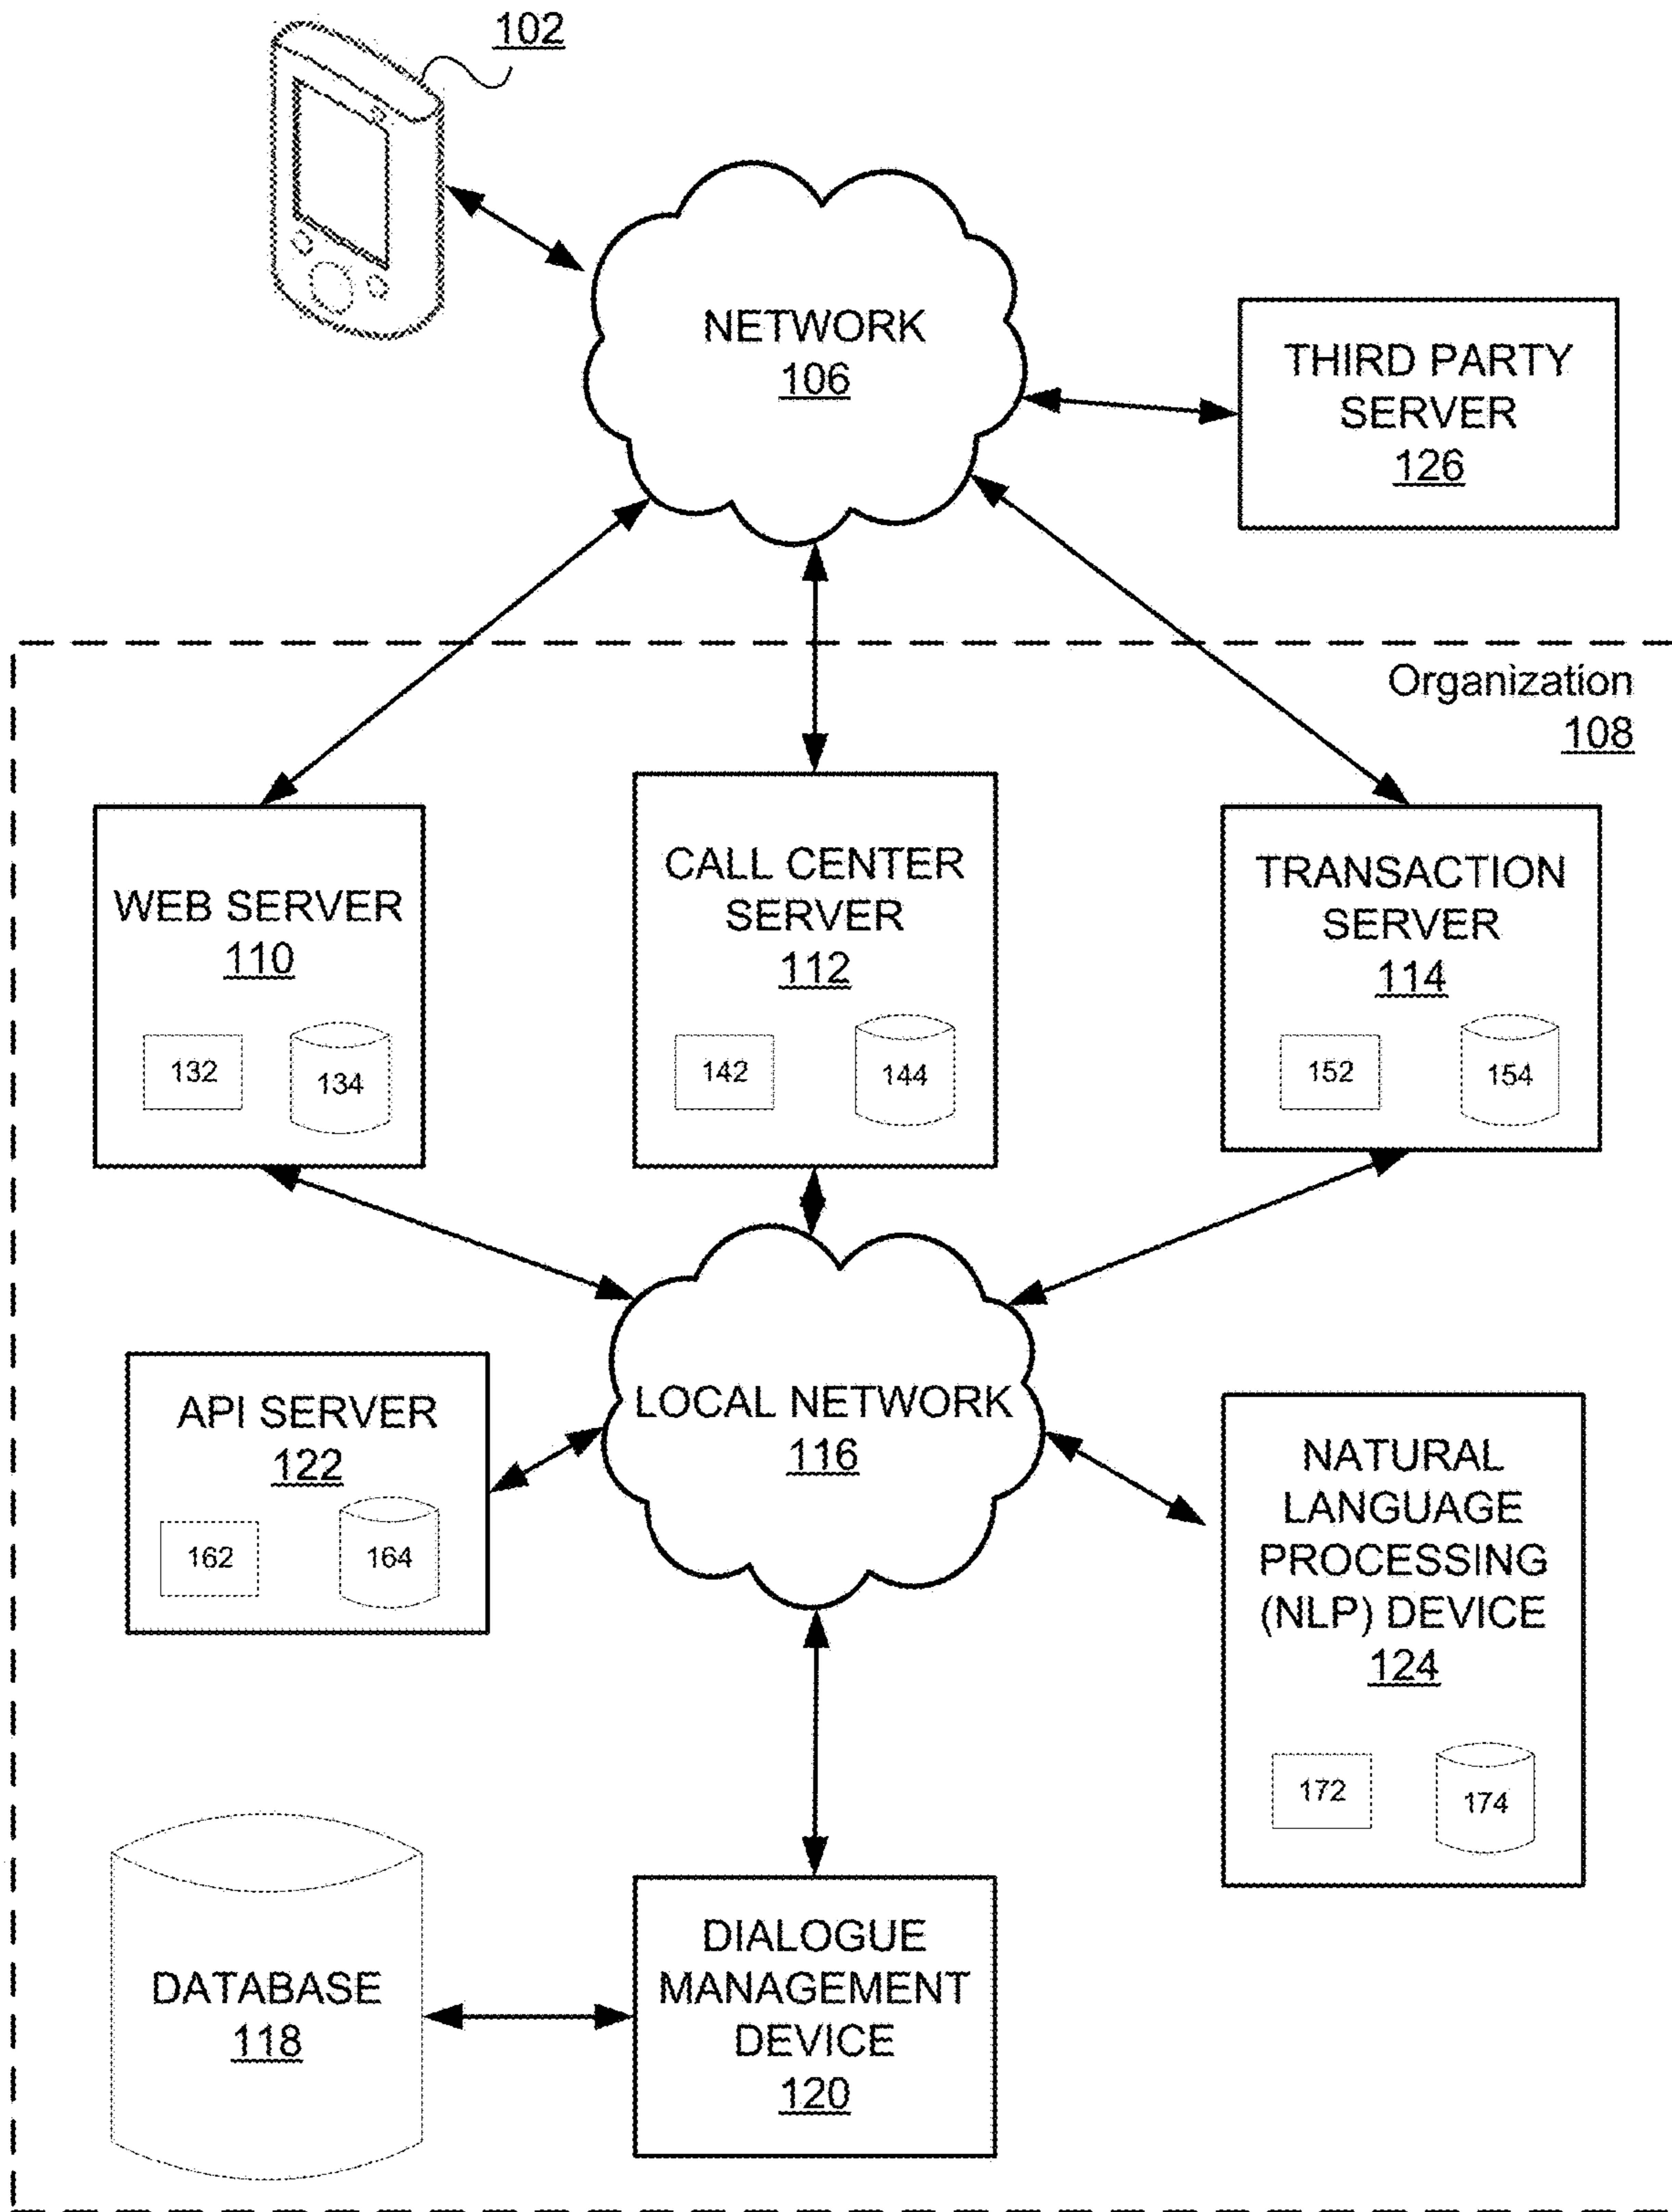 102
NETWORK
106
THIRD PARTY
SERVER
126
Organization
108
WEB SERVER
110
132
134
CALL CENTER
SERVER
112
142
144
TRANSACTION
SERVER
114
152
154
API SERVER
122
162
164
LOCAL NETWORK
116
NATURAL
LANGUAGE
PROCESSING
(NLP) DEVICE
124
172
174
DATABASE
118
DIALOGUE
MANAGEMENT
DEVICE
120